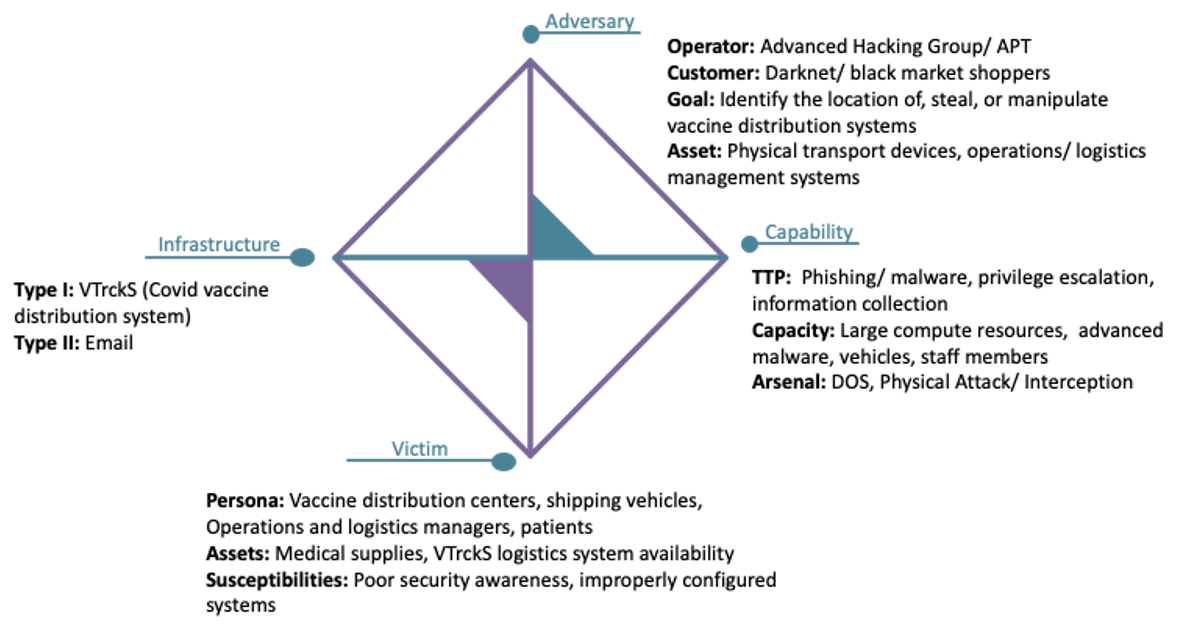 Adversary
Operator: Advanced Hacking Group/ APT
Customer: Darknet/ black market shoppers
Goal: Identify the location of, steal, or manipulate
vaccine distribution systems
Asset: Physical transport devices, operations/ logistics
management systems
Infrastructure
Type I: VTrckS (Covid vaccine
distribution system)
Type II: Email
Capability
TTP: Phishing/ malware, privilege escalation,
information collection
Capacity: Large compute resources, advanced
malware, vehicles, staff members
Arsenal: DOS, Physical Attack/ Interception
Victim
Persona: Vaccine distribution centers, shipping vehicles,
Operations and logistics managers, patients
Assets: Medical supplies, VTrckS logistics system availability
Susceptibilities: Poor security awareness, improperly configured
systems